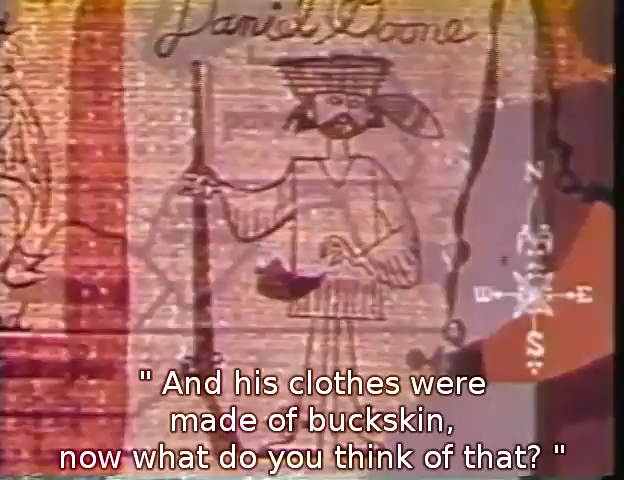 Daniel Boone
N
W E
S
" And his clothes were
made of buckskin,
now what do you think of that? "